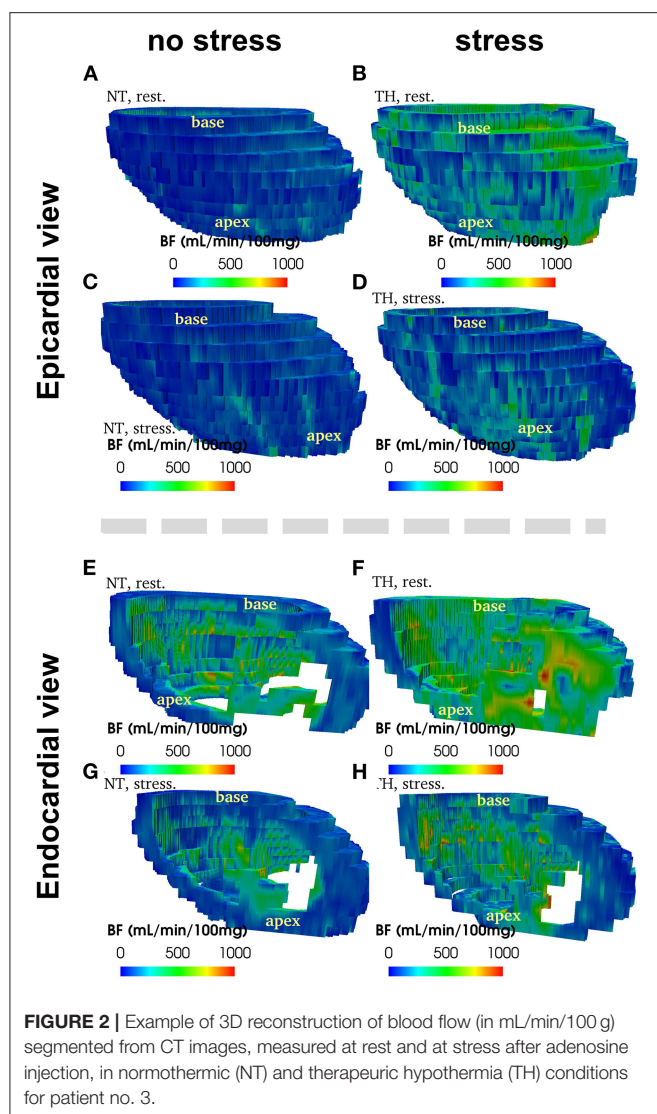 no stress stress
Epicardial view
A B
NT, rest. TH, rest.
base base
apex apex
BF (mL/min/100mg) BF (mL/min/100mg)
0 500 1000 0 500 1000
C D
TH, stress.
base base
NT, stress.
apex apex
BF (mL/min/100mg) BF (mL/min/100mg)
0 500 1000 0 500 1000
Endocardial view
E F
NT, rest. TH, rest.
base base
apex apex
BF (mL/min/100mg) BF (mL/min/100mg)
0 500 1000 0 500 1000
G H
NT, stress. TH, stress.
base base
apex apex
BF (mL/min/100mg) BF (mL/min/100mg)
0 500 1000 0 500 1000
FIGURE 2 | Example of 3D reconstruction of blood flow (in mL/min/100 g)
segmented from CT images, measured at rest and at stress after adenosine
injection, in normothermic (NT) and therapeuric hypothermia (TH) conditions
for patient no. 3.